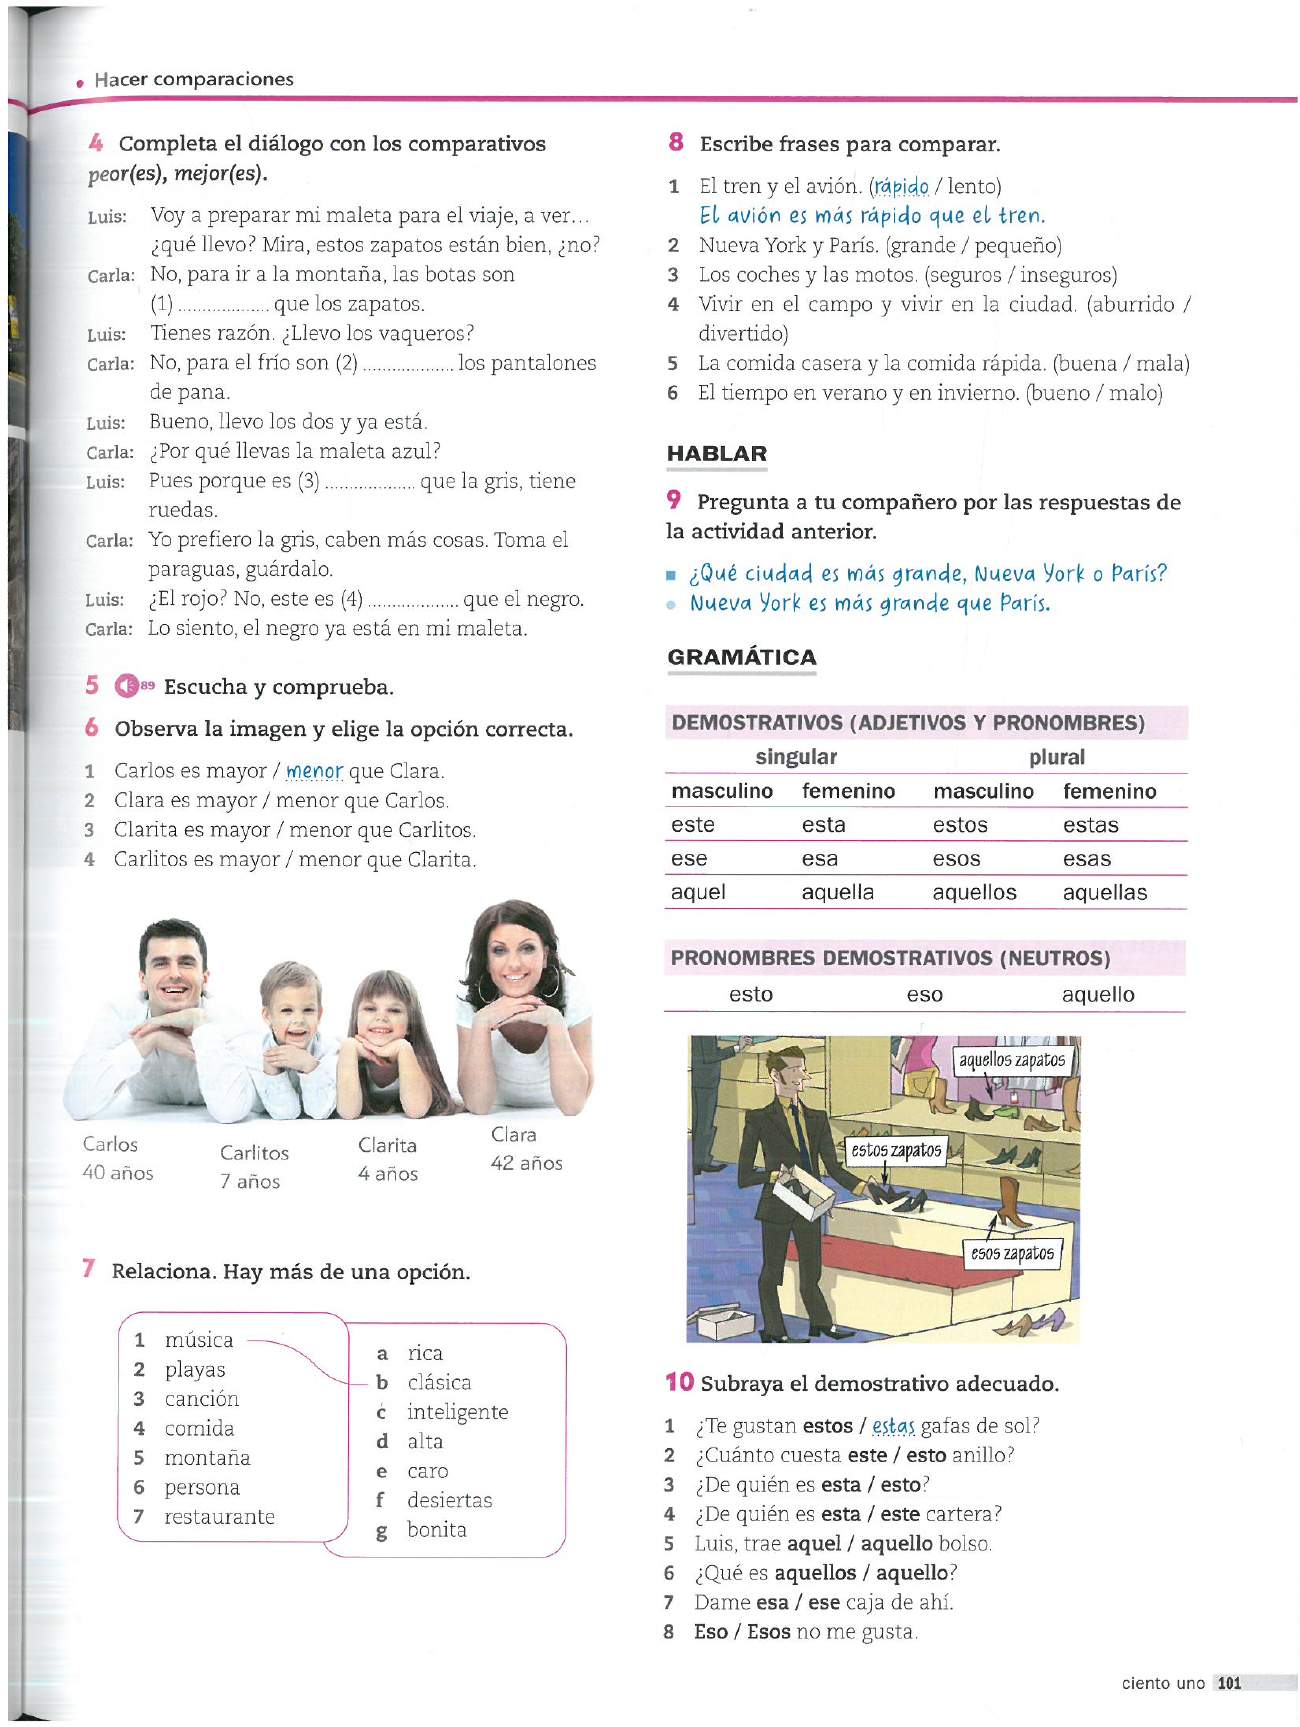 • Hacer comparaciones
4 Completa el diálogo con los comparativos
peor(es), mejor(es).
Luis: Voy a preparar mi maleta para el viaje, a ver...
¿qué llevo? Mira, estos zapatos están bien, ¿no?
Carla: No, para ir a la montaña, las botas son
(1) ................... que los zapatos.
Luis: Tienes razón. ¿Llevo los vaqueros?
Carla: No, para el frío son (2) ................... los pantalones
de pana.
Luis: Bueno, llevo los dos y ya está.
Carla: ¿Por qué llevas la maleta azul?
Luis: Pues porque es (3) ................... que la gris, tiene
ruedas.
Carla: Yo prefiero la gris, caben más cosas. Toma el
paraguas, guárdalo.
Luis: ¿El rojo? No, este es (4) ................... que el negro.
Carla: Lo siento, el negro ya está en mi maleta.
5 89 Escucha y comprueba.
6 Observa la imagen y elige la opción correcta.
1 Carlos es mayor / menor que Clara.
2 Clara es mayor / menor que Carlos.
3 Clarita es mayor / menor que Carlitos.
4 Carlitos es mayor / menor que Clarita.
Carlos
40 años
Carlitos
7 años
Clarita
4 años
Clara
42 años
7 Relaciona. Hay más de una opción.
1 música
2 playas
3 canción
4 comida
5 montaña
6 persona
7 restaurante
a rica
b clásica
c inteligente
d alta
e caro
f desiertas
g bonita
8 Escribe frases para comparar.
1 El tren y el avión. (rápido / lento)
El avión es más rápido que el tren.
2 Nueva York y París. (grande / pequeño)
3 Los coches y las motos. (seguros / inseguros)
4 Vivir en el campo y vivir en la ciudad. (aburrido /
divertido)
5 La comida casera y la comida rápida. (buena / mala)
6 El tiempo en verano y en invierno. (bueno / malo)
HABLAR
9 Pregunta a tu compañero por las respuestas de
la actividad anterior.
■ ¿Qué ciudad es más grande, Nueva York o París?
● Nueva York es más grande que París.
GRAMÁTICA
DEMOSTRATIVOS (ADJETIVOS Y PRONOMBRES)
singular plural
masculino femenino masculino femenino
este esta estos estas
ese esa esos esas
aquel aquella aquellos aquellas
PRONOMBRES DEMOSTRATIVOS (NEUTROS)
esto eso aquello
aquellos zapatos
estos zapatos
esos zapatos
10 Subraya el demostrativo adecuado.
1 ¿Te gustan estos / estas gafas de sol?
2 ¿Cuánto cuesta este / esto anillo?
3 ¿De quién es esta / esto?
4 ¿De quién es esta / este cartera?
5 Luis, trae aquel / aquello bolso.
6 ¿Qué es aquellos / aquello?
7 Dame esa / ese caja de ahí.
8 Eso / Esos no me gusta.
ciento uno 101